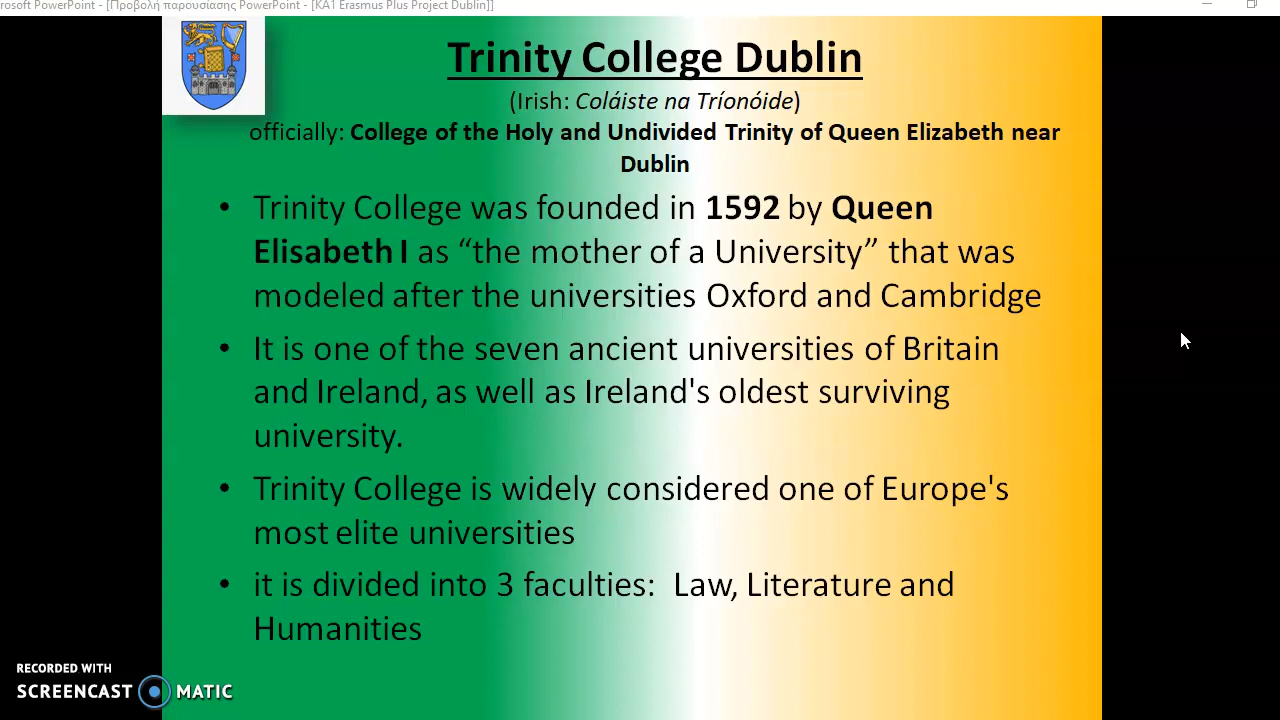 rosoft PowerPoint - [Προβολή παρουσίασης PowerPoint - [KA1 Erasmus Plus Project Dublin]]
Trinity College Dublin
(Irish: Coláiste na Tríonóide)
officially: College of the Holy and Undivided Trinity of Queen Elizabeth near
Dublin
• Trinity College was founded in 1592 by Queen
Elisabeth I as “the mother of a University” that was
modeled after the universities Oxford and Cambridge
• It is one of the seven ancient universities of Britain
and Ireland, as well as Ireland's oldest surviving
university.
• Trinity College is widely considered one of Europe's
most elite universities
• it is divided into 3 faculties:  Law, Literature and
Humanities
RECORDED WITH
SCREENCAST MATIC